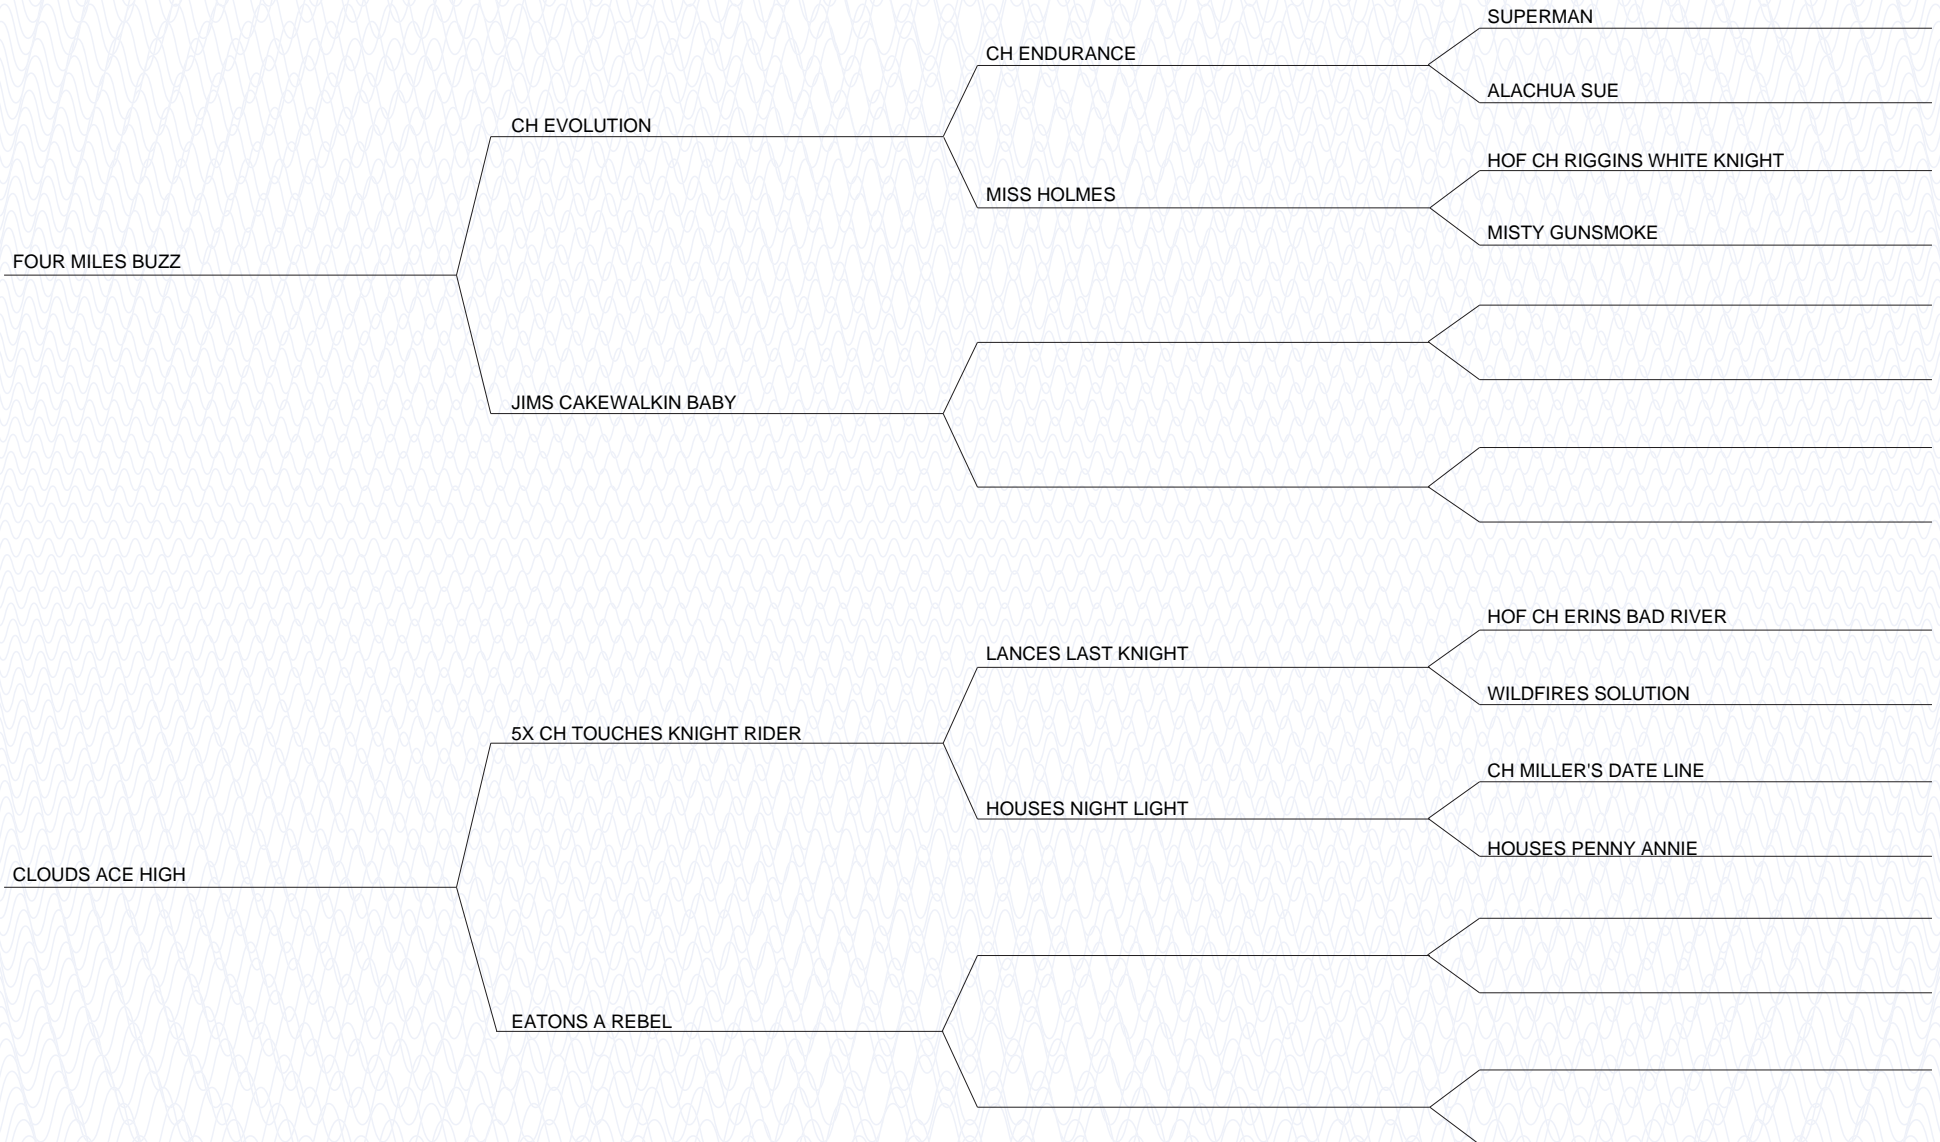 SUPERMAN
CH ENDURANCE
ALACHUA SUE
CH EVOLUTION
HOF CH RIGGINS WHITE KNIGHT
MISS HOLMES
MISTY GUNSMOKE
FOUR MILES BUZZ
JIMS CAKEWALKIN BABY
HOF CH ERINS BAD RIVER
LANCES LAST KNIGHT
WILDFIRES SOLUTION
5X CH TOUCHES KNIGHT RIDER
CH MILLER'S DATE LINE
HOUSES NIGHT LIGHT
HOUSES PENNY ANNIE
CLOUDS ACE HIGH
EATONS A REBEL